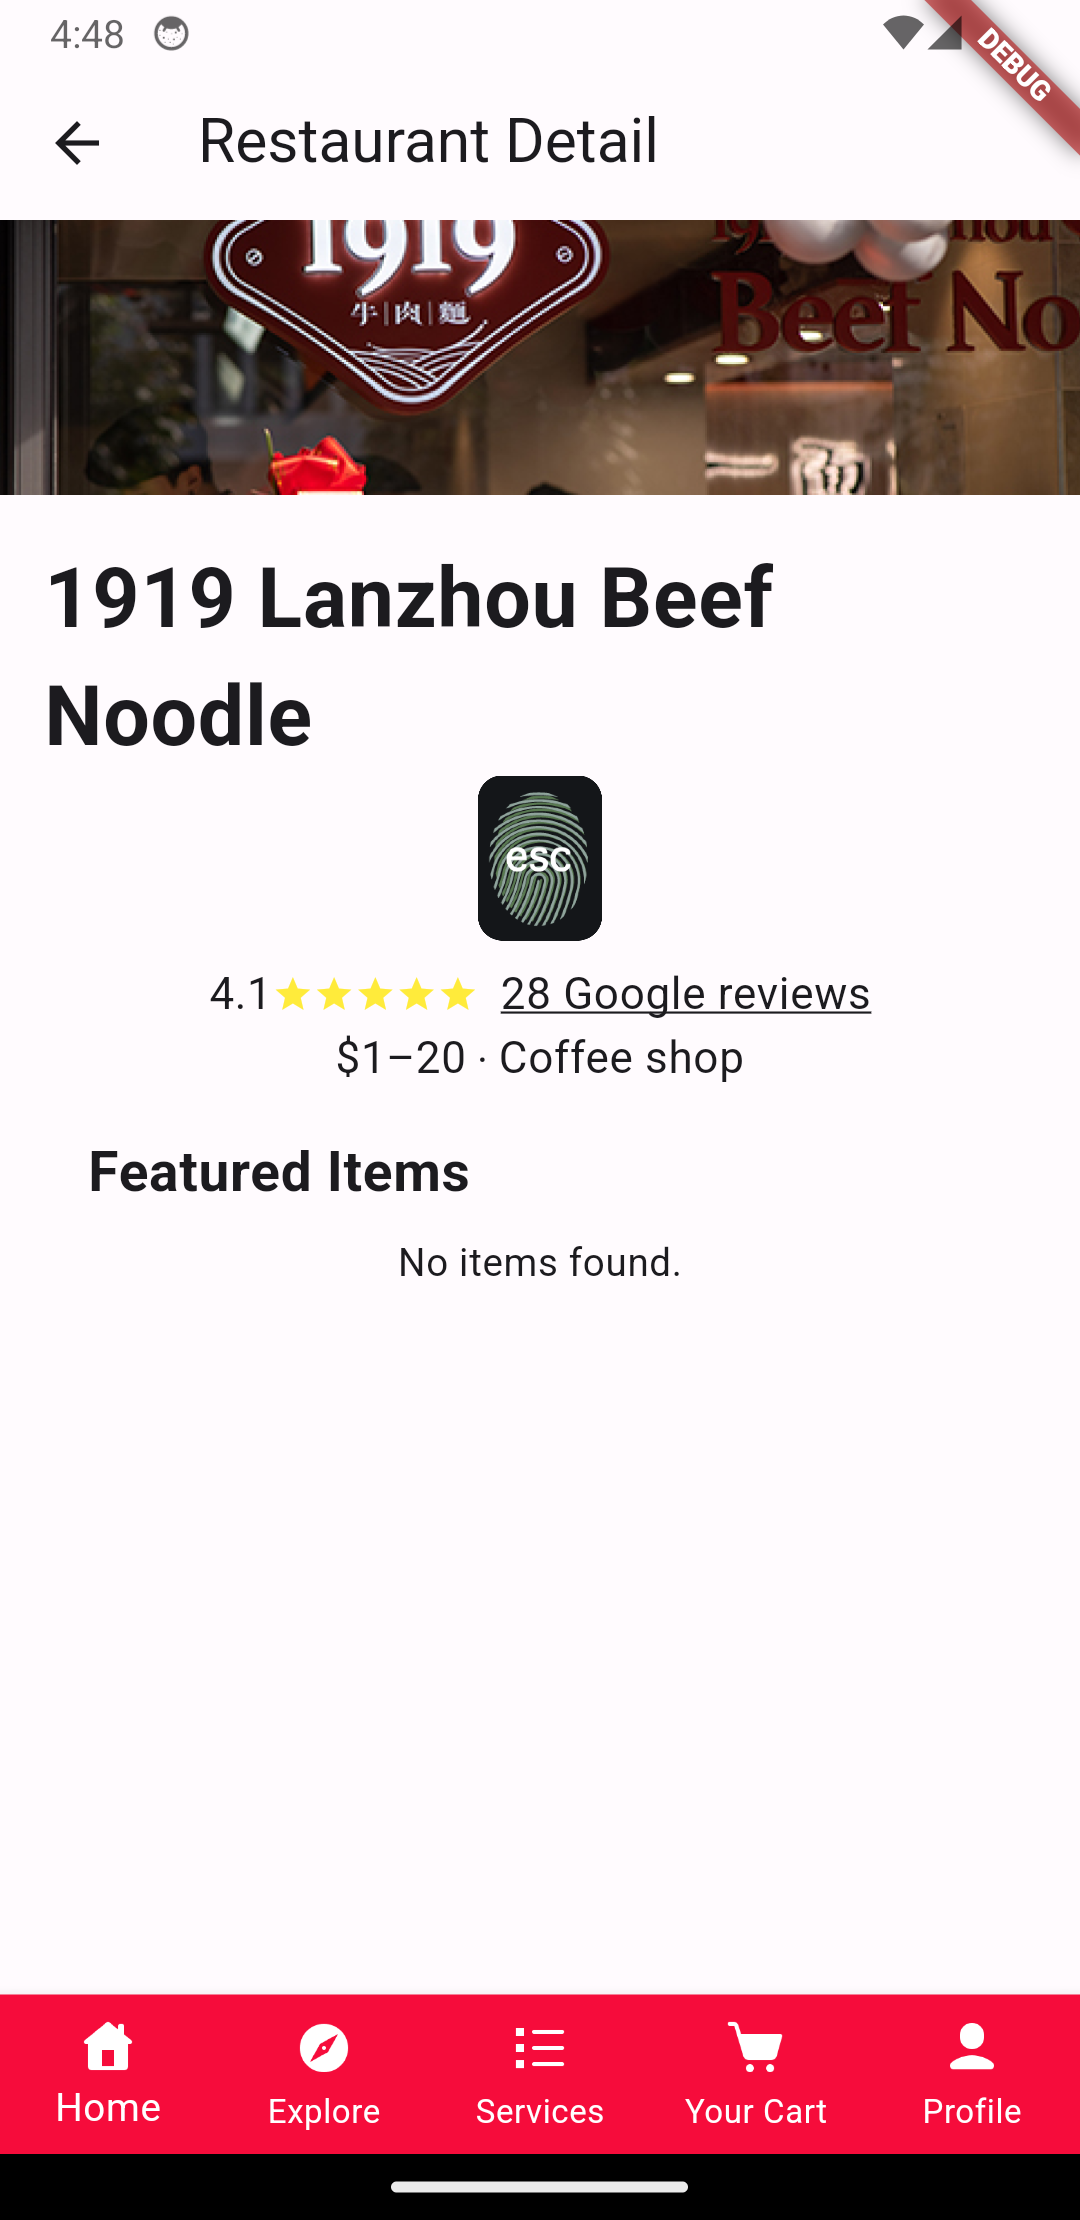 4:48
DEBUG
Restaurant Detail
1919
牛|肉|麵
Beef No
1919 Lanzhou Beef
Noodle
esc
4.1 28 Google reviews
$1–20 · Coffee shop
Featured Items
No items found.
Home Explore Services Your Cart Profile